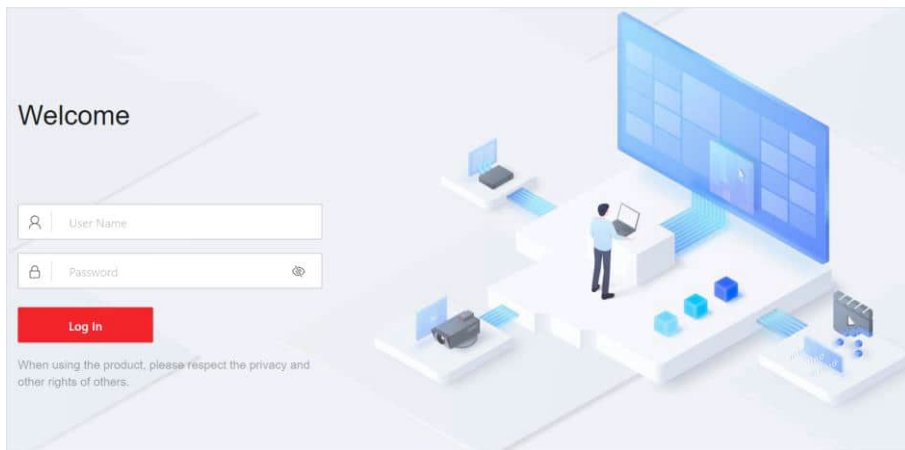 Welcome
User Name
Password
Log In
When using the product, please respect the privacy and
other rights of others.